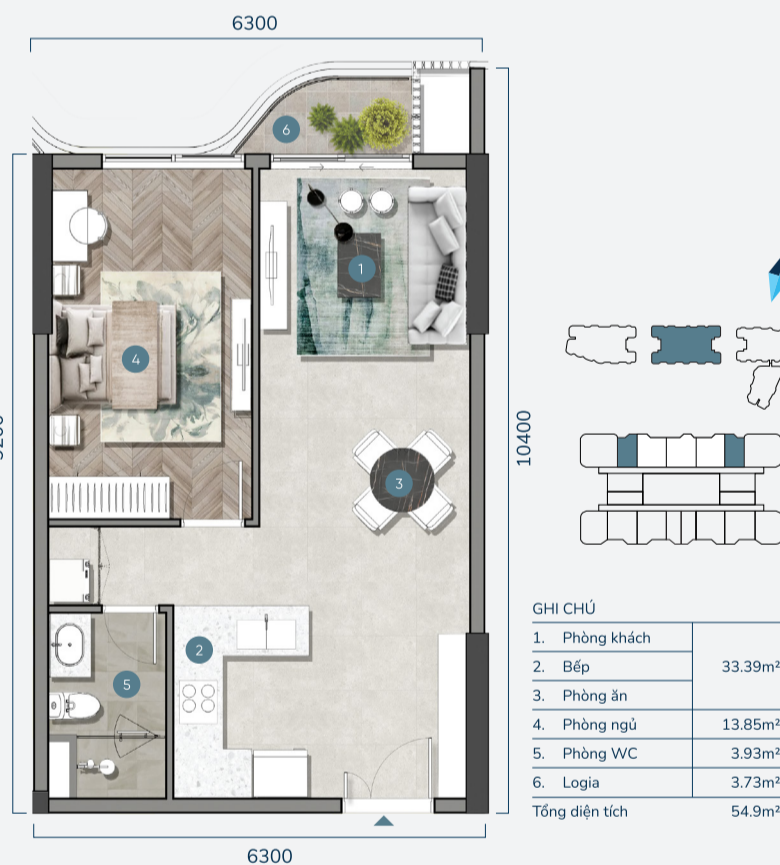 6300
6
1
4
10400
3
GHI CHÚ
1. Phòng khách
2. Bếp 33.39m²
3. Phòng ăn
4. Phòng ngủ 13.85m²
5. Phòng WC 3.93m²
6. Logia 3.73m²
Tổng diện tích 54.9m²
2
5
6300